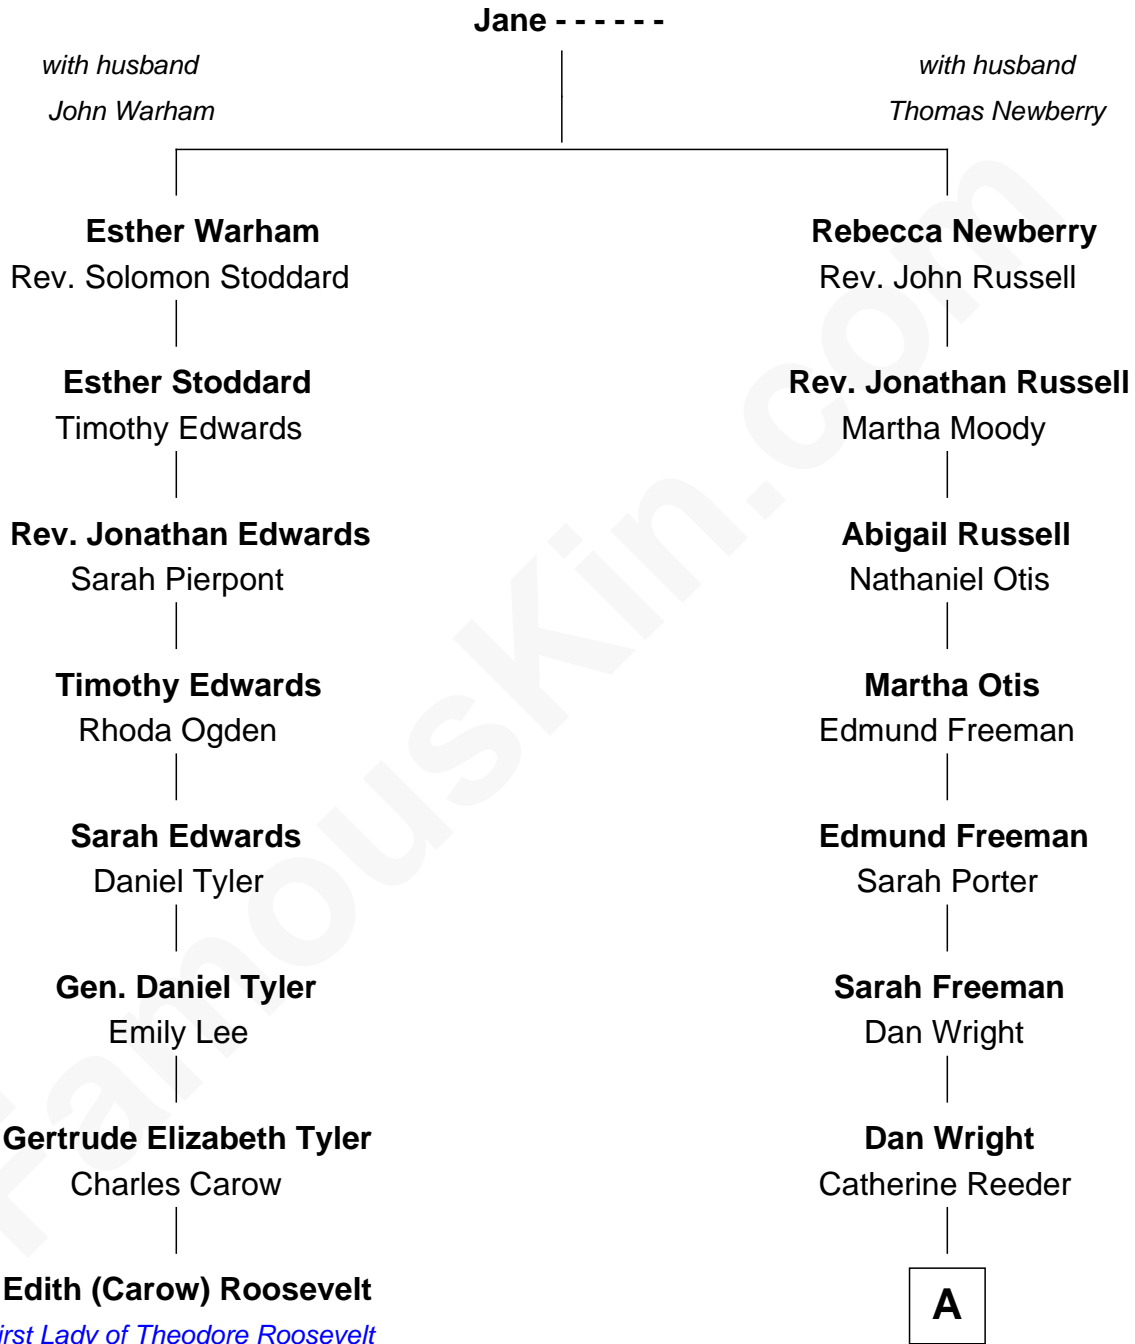 Jane - - - - - -
with husband
John Warham
with husband
Thomas Newberry
Esther Warham
Rev. Solomon Stoddard
Rebecca Newberry
Rev. John Russell
Esther Stoddard
Timothy Edwards
Rev. Jonathan Russell
Martha Moody
Rev. Jonathan Edwards
Sarah Pierpont
Abigail Russell
Nathaniel Otis
Timothy Edwards
Rhoda Ogden
Martha Otis
Edmund Freeman
Sarah Edwards
Daniel Tyler
Edmund Freeman
Sarah Porter
Gen. Daniel Tyler
Emily Lee
Sarah Freeman
Dan Wright
Gertrude Elizabeth Tyler
Charles Carow
Dan Wright
Catherine Reeder
Edith (Carow) Roosevelt
irst Lady of Theodore Roosevelt
A
FamousKin.com